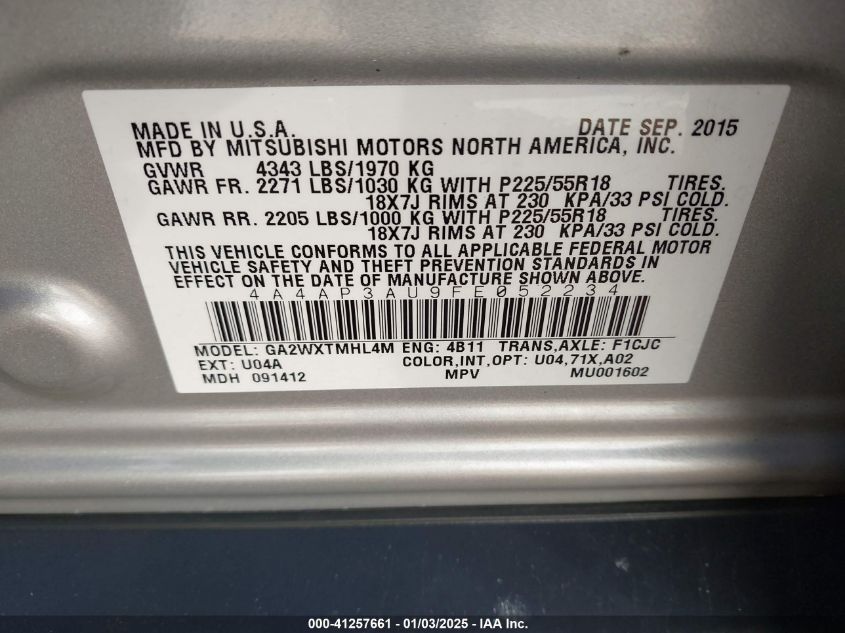 MADE IN U.S.A. DATE SEP. 2015
MFD BY MITSUBISHI MOTORS NORTH AMERICA, INC.
GVWR 4343 LBS/1970 KG
GAWR FR. 2271 LBS/1030 KG WITH P225/55R18 TIRES.
18X7J RIMS AT 230 KPA/33 PSI COLD.
GAWR RR. 2205 LBS/1000 KG WITH P225/55R18 TIRES.
18X7J RIMS AT 230 KPA/33 PSI COLD.
THIS VEHICLE CONFORMS TO ALL APPLICABLE FEDERAL MOTOR
VEHICLE SAFETY AND THEFT PREVENTION STANDARDS IN
EFFECT ON THE DATE OF MANUFACTURE SHOWN ABOVE.
4A4AP3AU9FE052234
MODEL: GA2WXTMHL4M ENG: 4B11 TRANS,AXLE: F1CJC
EXT: U04A COLOR,INT,OPT: U04,71X,A02
MDH 091412 MPV MU001602
000-41257661 - 01/03/2025 - IAA Inc.